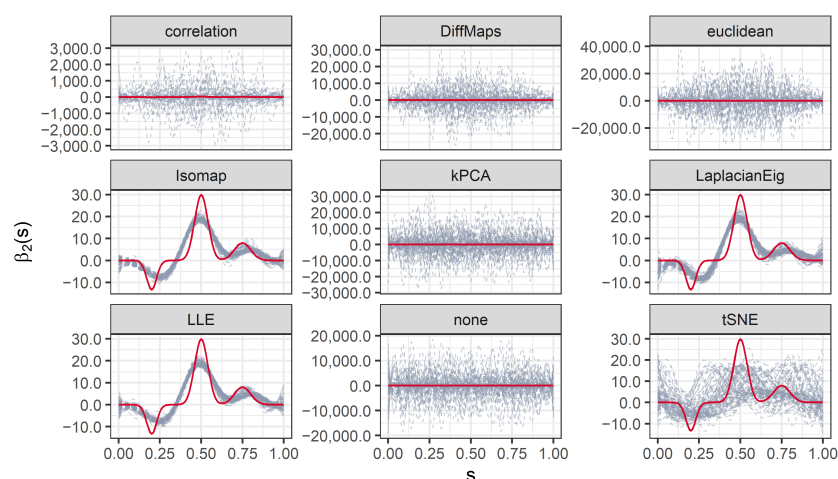 correlation DiffMaps euclidean
3,000.0 30,000.0 40,000.0
2,000.0 20,000.0 20,000.0
1,000.0 10,000.0
0.0 0.0 0.0
−1,000.0 −10,000.0
−2,000.0 −20,000.0 −20,000.0
−3,000.0
Isomap kPCA LaplacianEig
30.0 30,000.0 30.0
20.0 20,000.0 20.0
10.0 10,000.0 10.0
0.0 0.0 0.0
−10,000.0
−10.0 −20,000.0 −10.0
−30,000.0
β2(s)
LLE none tSNE
30.0 20,000.0 30.0
20.0 10,000.0 20.0
10.0 10.0
0.0 0.0 0.0
−10.0 −10,000.0 −10.0
−20,000.0
0.00 0.25 0.50 0.75 1.00 0.00 0.25 0.50 0.75 1.00 0.00 0.25 0.50 0.75 1.00
s